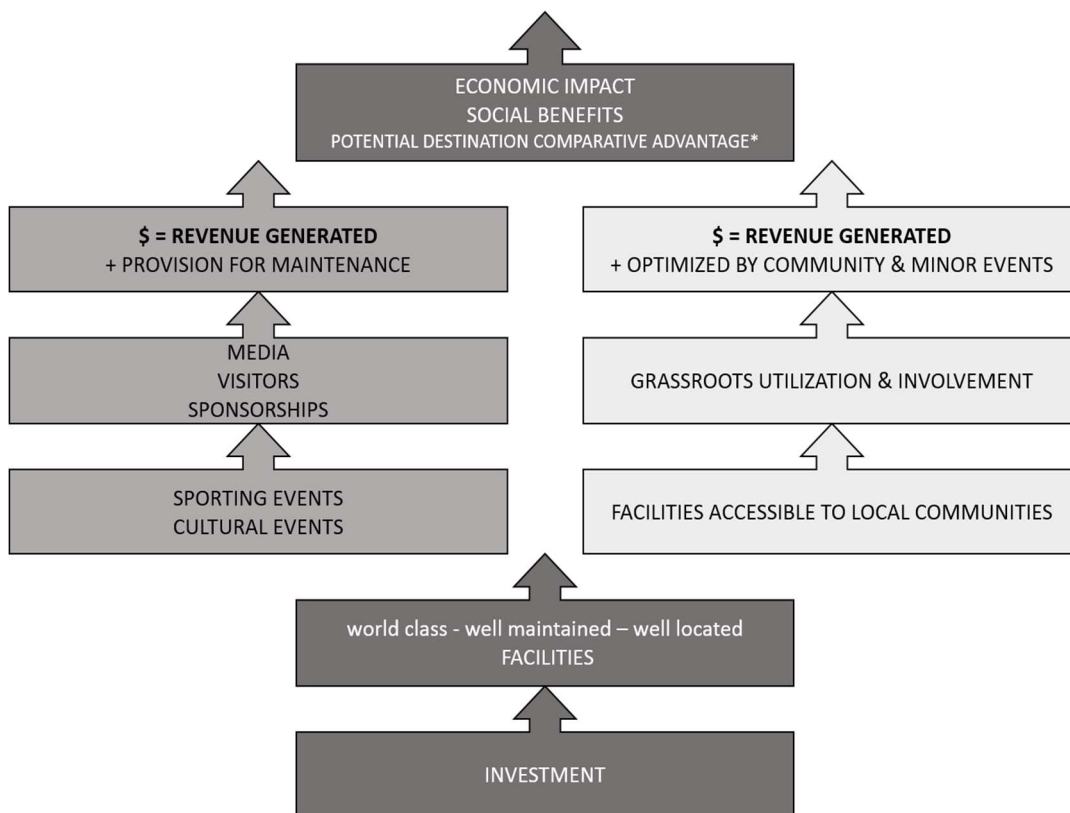 ECONOMIC IMPACT
SOCIAL BENEFITS
POTENTIAL DESTINATION COMPARATIVE ADVANTAGE*
$ = REVENUE GENERATED
+ PROVISION FOR MAINTENANCE
$ = REVENUE GENERATED
+ OPTIMIZED BY COMMUNITY & MINOR EVENTS
MEDIA
VISITORS
SPONSORSHIPS
GRASSROOTS UTILIZATION & INVOLVEMENT
SPORTING EVENTS
CULTURAL EVENTS
FACILITIES ACCESSIBLE TO LOCAL COMMUNITIES
world class - well maintained – well located
FACILITIES
INVESTMENT